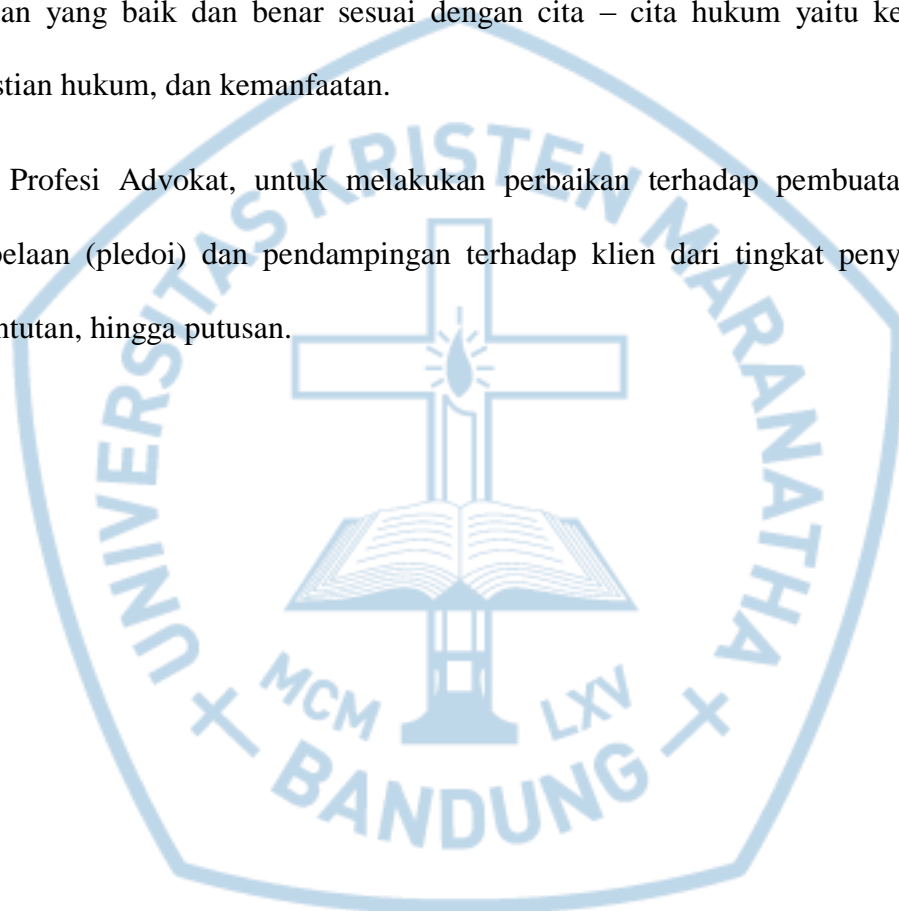 an yang baik dan benar sesuai dengan cita – cita hukum yaitu ke
stian hukum, dan kemanfaatan.
Profesi Advokat, untuk melakukan perbaikan terhadap pembuata
elaan (pledoi) dan pendampingan terhadap klien dari tingkat peny
ntutan, hingga putusan.
UNIVERSITAS KRISTEN MARANATHA
MCM LXV
BANDUNG